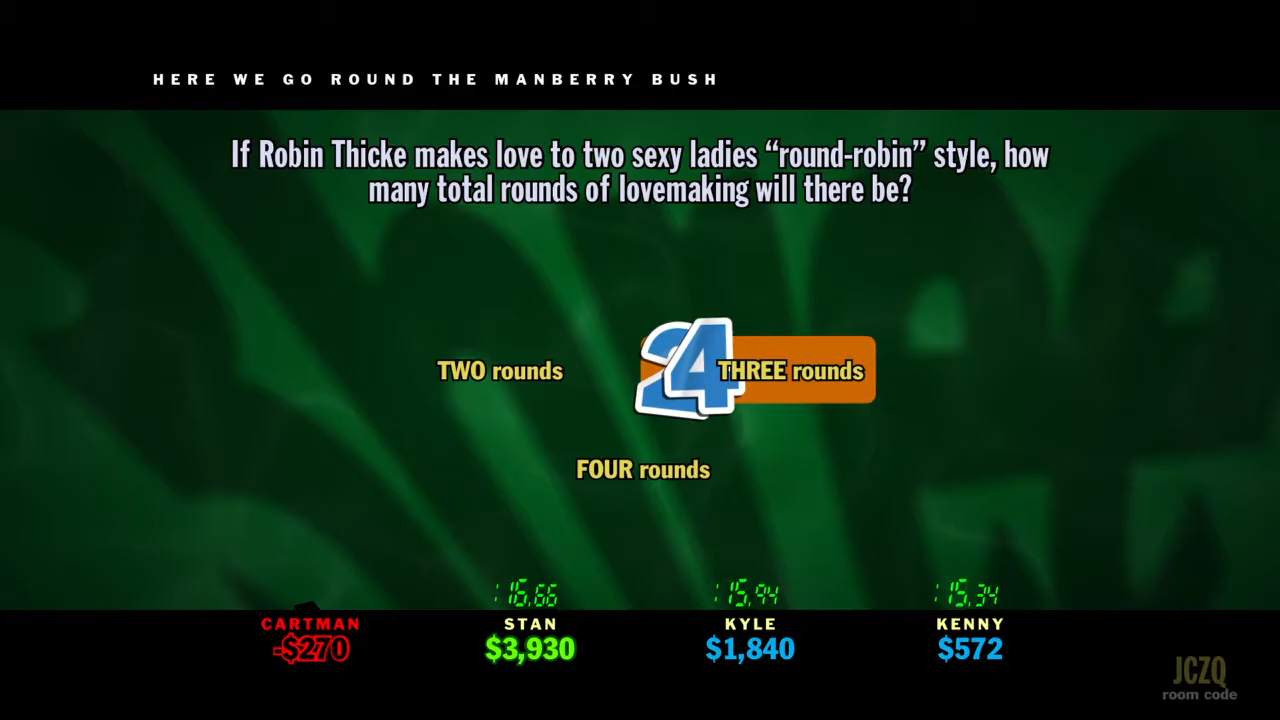 HERE WE GO ROUND THE MANBERRY BUSH
If Robin Thicke makes love to two sexy ladies “round-robin” style, how
many total rounds of lovemaking will there be?
TWO rounds
24
THREE rounds
FOUR rounds
:16.66
:15.94
:15.34
CARTMAN
STAN
KYLE
KENNY
-$270
$3,930
$1,840
$572
JCZQ
room code